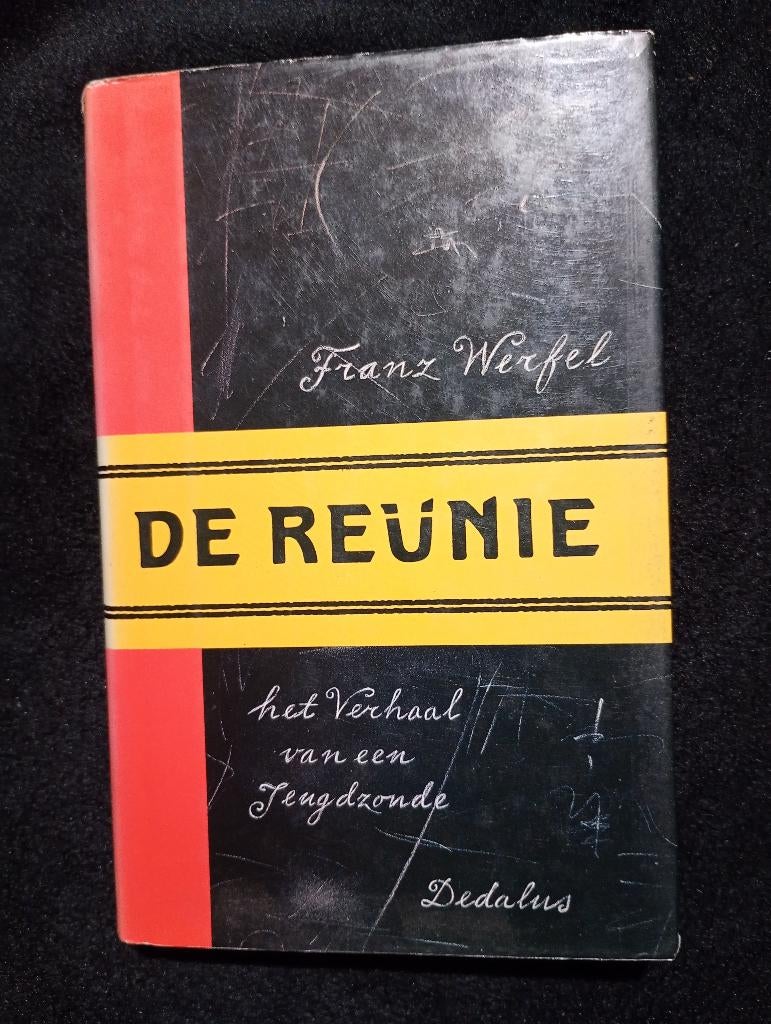 Franz Werfel
DE REÜNIE
het Verhaal
van een
Jeugdzonde
Dedalus